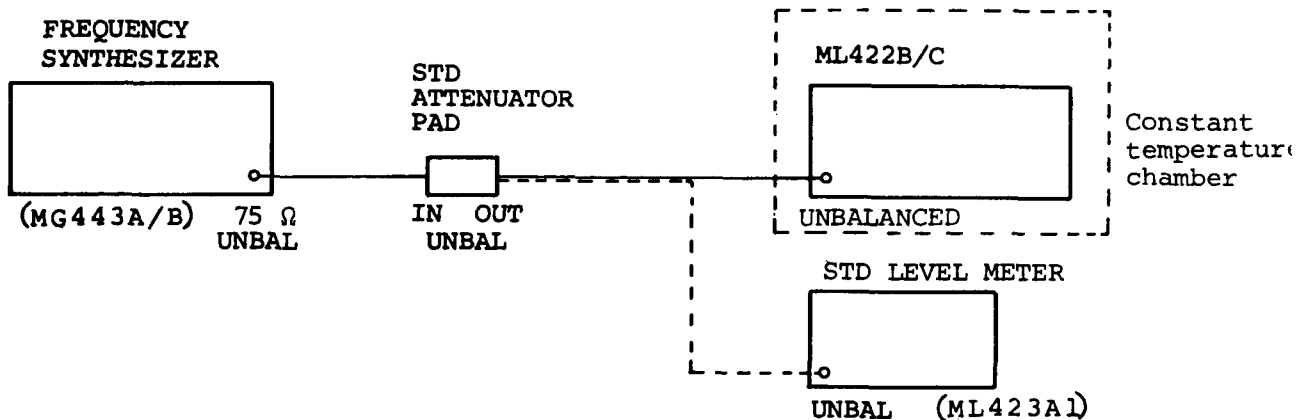 FREQUENCY
SYNTHESIZER
(MG443A/B)
75 Ω
UNBAL
STD
ATTENUATOR
PAD
IN OUT
UNBAL
ML422B/C
UNBALANCED
Constant
temperature
chamber
STD LEVEL METER
UNBAL (ML423A1)